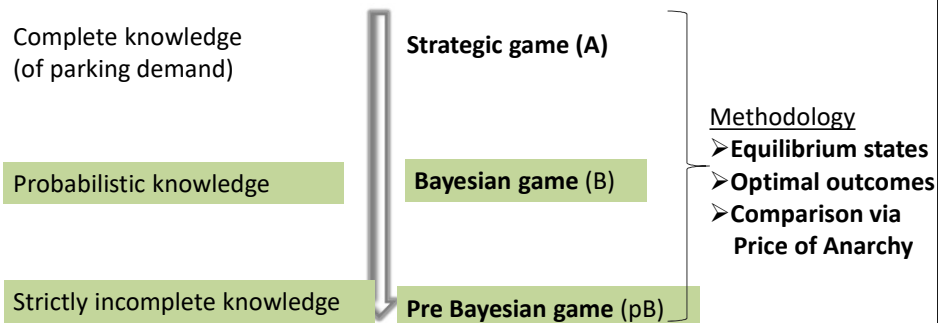 Complete knowledge
(of parking demand)
Strategic game (A)
Probabilistic knowledge
Bayesian game (B)
Strictly incomplete knowledge
Pre Bayesian game (pB)
Methodology
➢Equilibrium states
➢Optimal outcomes
➢Comparison via
Price of Anarchy